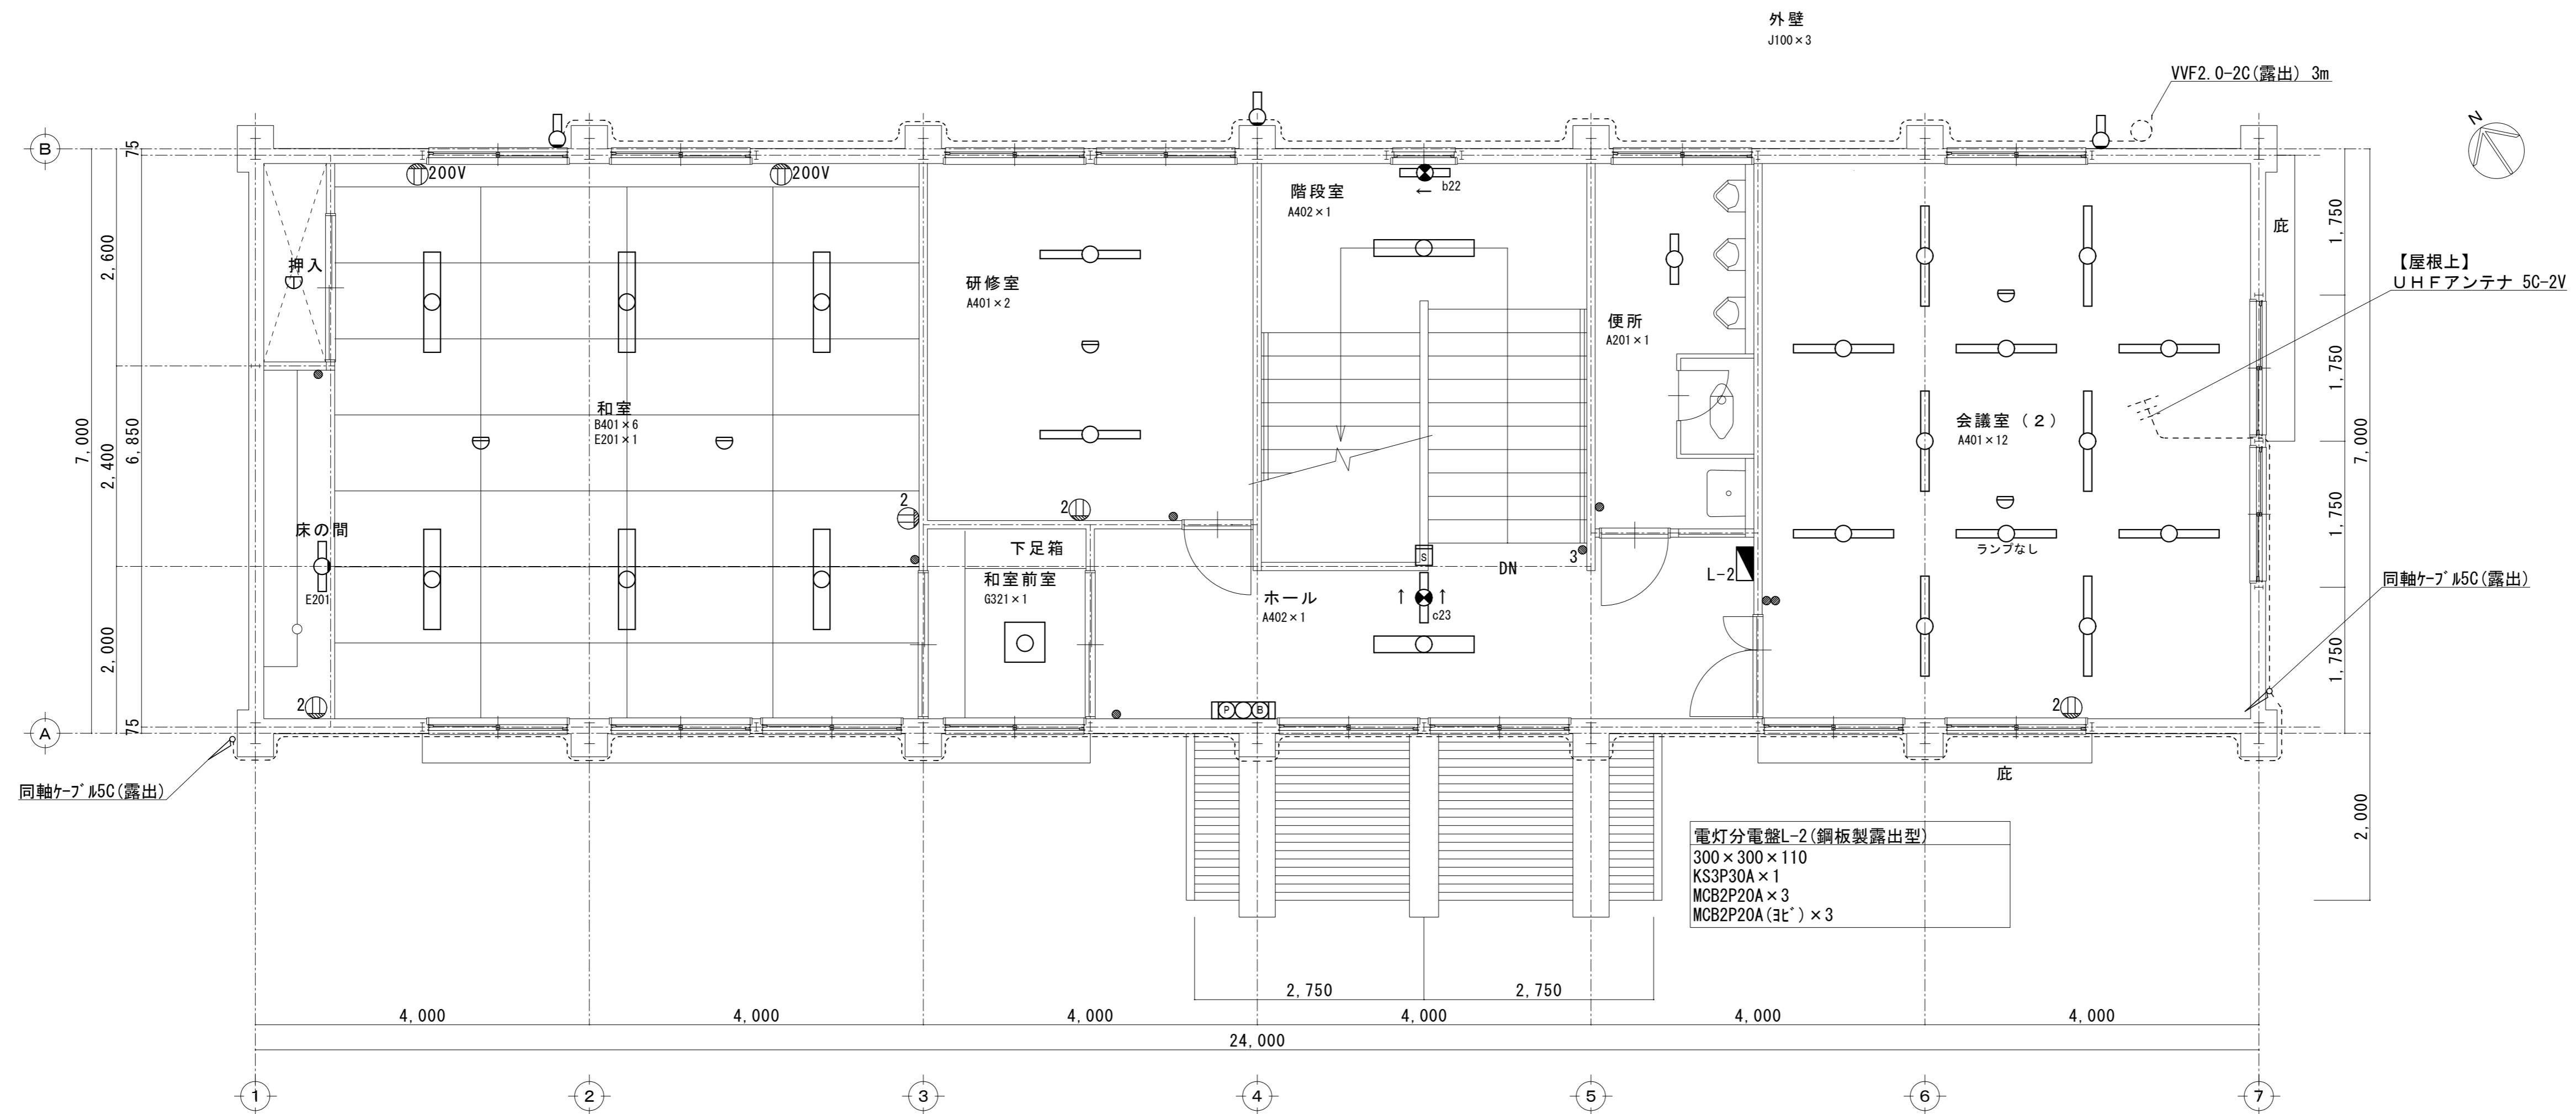 外壁
J100×3
VVF2.0-2C(露出) 3m
N
B
75
200V
200V
階段室
A402×1
← b22
庇
1,750
2,600
押入
研修室
A401×2
【屋根上】
UHFアンテナ 5C-2V
便所
A201×1
1,750
和室
B401×6
E201×1
会議室（2）
A401×12
7,000
2,400
6,850
7,000
2
2
1,750
床の間
下足箱
ランプなし
S
3
DN
L-2
和室前室
G321×1
同軸ケーブル5C(露出)
E201
ホール
A402×1
↑ ↑
c23
2,000
1,750
2
P B
2
A
75
庇
同軸ケーブル5C(露出)
2,000
電灯分電盤L-2(鋼板製露出型)
300×300×110
KS3P30A×1
MCB2P20A×3
MCB2P20A(ヨビ)×3
2,750 2,750
4,000 4,000 4,000 4,000 4,000 4,000
24,000
1 2 3 4 5 6 7